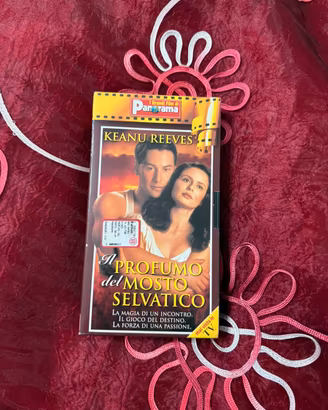 I Grandi Film di
Panorama
KEANU REEVES
Il
PROFUMO
del MOSTO
SELVATICO
LA MAGIA DI UN INCONTRO.
IL GIOCO DEL DESTINO.
LA FORZA DI UNA PASSIONE.
TV